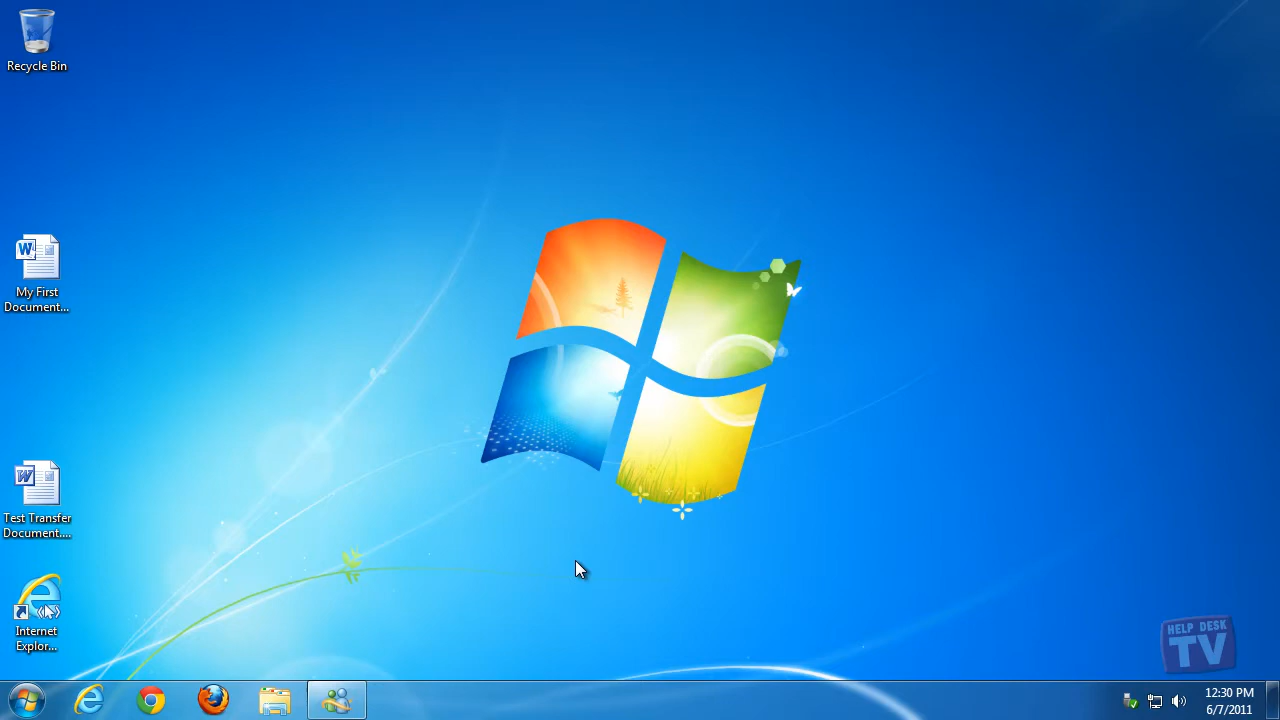 Recycle Bin
My First
Document...
Test Transfer
Document....
Internet
Explor...
HELP DESK
TV
12:30 PM
6/7/2011